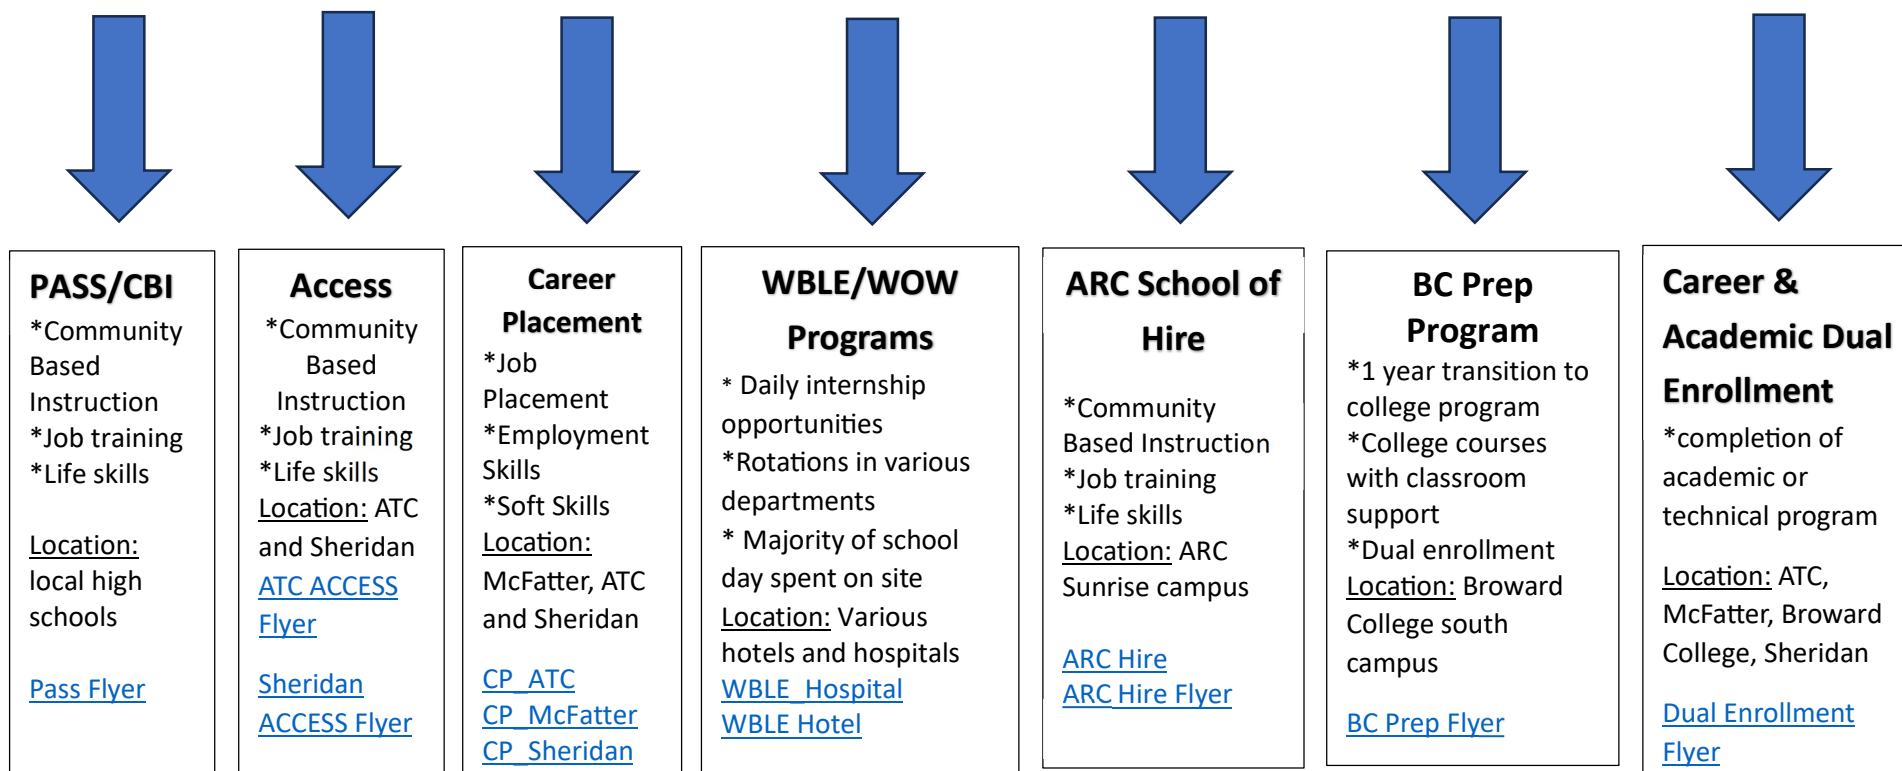 PASS/CBI
*Community
Based
Instruction
*Job training
*Life skills
Location:
local high
schools
Pass Flyer
Access
*Community
Based
Instruction
*Job training
*Life skills
Location: ATC
and Sheridan
ATC ACCESS
Flyer
Sheridan
ACCESS Flyer
Career
Placement
*Job
Placement
*Employment
Skills
*Soft Skills
Location:
McFatter, ATC
and Sheridan
CP_ATC
CP_McFatter
CP_Sheridan
WBLE/WOW
Programs
* Daily internship
opportunities
*Rotations in various
departments
* Majority of school
day spent on site
Location: Various
hotels and hospitals
WBLE_Hospital
WBLE Hotel
ARC School of
Hire
*Community
Based Instruction
*Job training
*Life skills
Location: ARC
Sunrise campus
ARC Hire
ARC Hire Flyer
BC Prep
Program
*1 year transition to
college program
*College courses
with classroom
support
*Dual enrollment
Location: Broward
College south
campus
BC Prep Flyer
Career &
Academic Dual
Enrollment
*completion of
academic or
technical program
Location: ATC,
McFatter, Broward
College, Sheridan
Dual Enrollment
Flyer